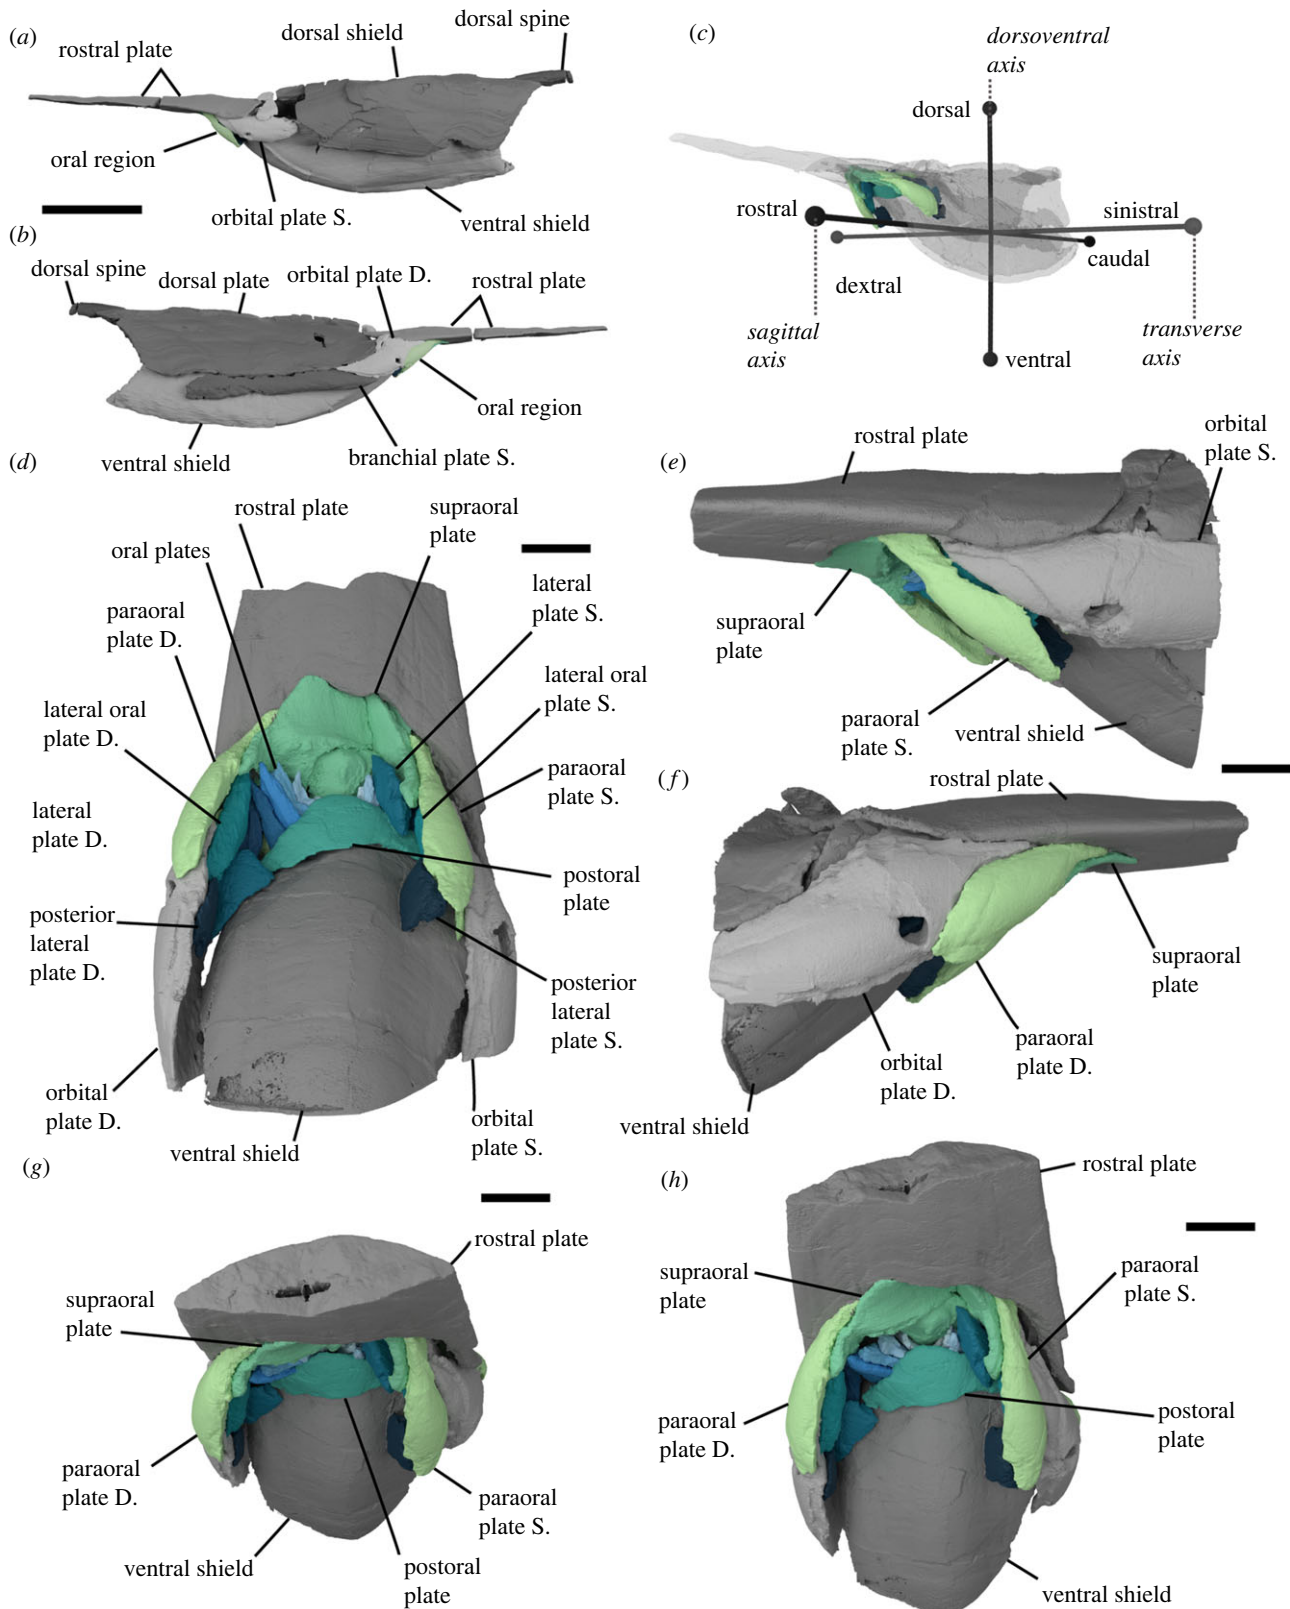 (a)
rostral plate
dorsal shield
dorsal spine
oral region
orbital plate S.
ventral shield
(b)
dorsal spine
dorsal plate
orbital plate D.
rostral plate
oral region
ventral shield
branchial plate S.
(c)
dorsoventral
axis
dorsal
rostral
sinistral
caudal
dextral
sagittal
axis
transverse
axis
ventral
(d)
rostral plate
supraoral
plate
oral plates
paraoral
plate D.
lateral
plate S.
lateral oral
plate S.
lateral oral
plate D.
paraoral
plate S.
lateral
plate D.
postoral
plate
posterior
lateral
plate D.
posterior
lateral
plate S.
orbital
plate D.
orbital
plate S.
ventral shield
(e)
rostral plate
orbital
plate S.
supraoral
plate
paraoral
plate S.
ventral shield
(f)
rostral plate
supraoral
plate
paraoral
plate D.
orbital
plate D.
ventral shield
(g)
rostral plate
supraoral
plate
paraoral
plate D.
paraoral
plate S.
ventral shield
postoral
plate
(h)
rostral plate
supraoral
plate
paraoral
plate S.
paraoral
plate D.
postoral
plate
ventral shield